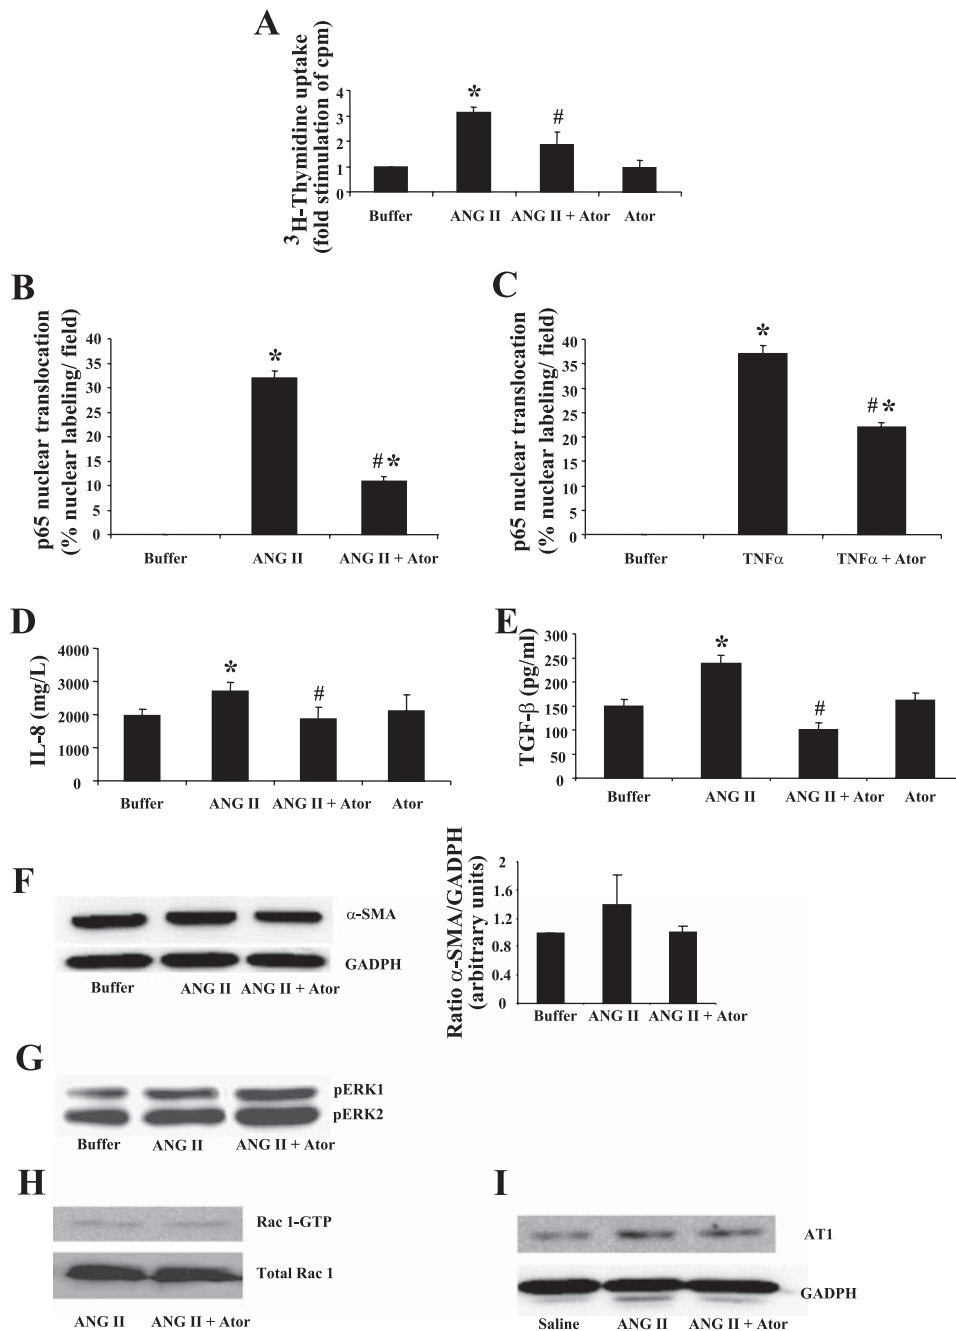 A
³H-Thymidine uptake
(fold stimulation of cpm)
4
3
2
1
0
*
#
Buffer ANG II ANG II + Ator Ator
B
p65 nuclear translocation
(% nuclear labeling/ field)
40
35
30
25
20
15
10
5
0
*
# *
Buffer ANG II ANG II + Ator
C
p65 nuclear translocation
(% nuclear labeling/ field)
40
35
30
25
20
15
10
5
0
*
# *
Buffer TNFα TNFα + Ator
D
IL-8 (mg/L)
4000
3000
2000
1000
0
*
#
Buffer ANG II ANG II + Ator Ator
E
TGF-β (pg/ml)
300
250
200
150
100
50
0
*
#
Buffer ANG II ANG II + Ator Ator
F
α-SMA
GADPH
Buffer ANG II ANG II + Ator
Ratio α-SMA/GADPH
(arbitrary units)
2
1.6
1.2
0.8
0.4
0
Buffer ANG II ANG II + Ator
G
pERK1
pERK2
Buffer ANG II ANG II + Ator
H
Rac 1-GTP
Total Rac 1
ANG II ANG II + Ator
I
AT1
GADPH
Saline ANG II ANG II + Ator